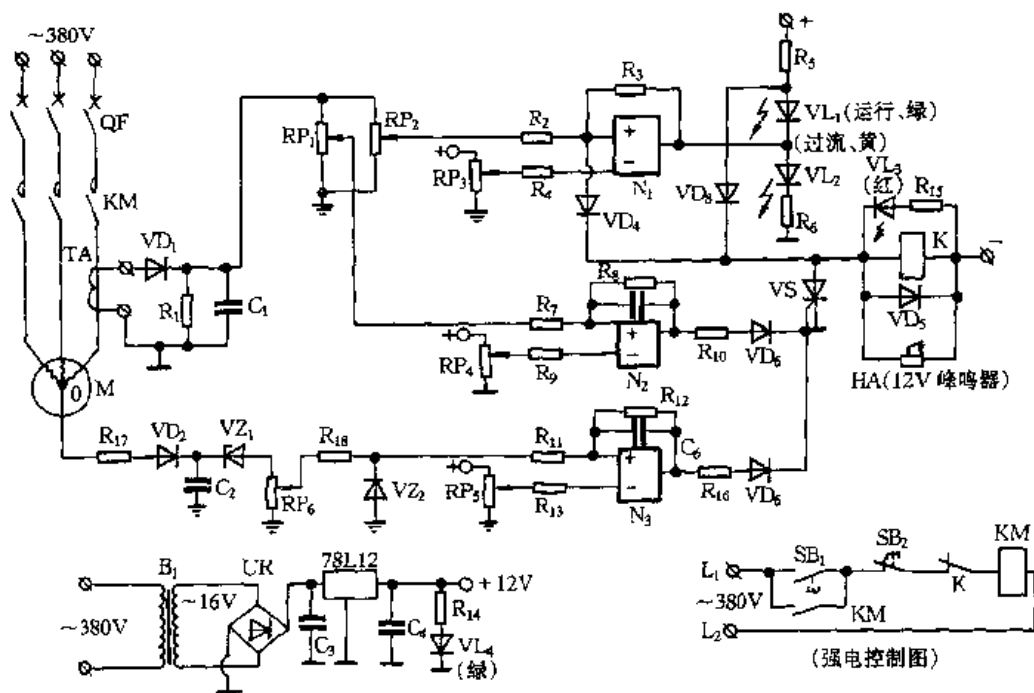 ~380V
QF
KM
TA
VD₁
R₁
C₁
0
M
RP₁
RP₂
RP₃
R₂
R₃
R₄
+
−
N₁
VD₄
+
R₅
VL₁(运行、绿)
(过流、黄)
VL₂
VD₈
R₆
VL₃
(红)
R₁₅
K
VD₅
HA(12V 峰鸣器)
−
VS
R₇
R₈
R₉
RP₄
+
−
N₂
R₁₀
VD₆
R₁₇
VD₂
VZ₁
C₂
RP₆
R₁₈
VZ₂
RP₅
R₁₁
R₁₂
C₆
R₁₃
+
−
N₃
R₁₆
VD₆
B₁
UR
~380V
~16V
78L12
C₃
C₄
+12V
R₁₄
VL₄
(绿)
L₁
~380V
L₂
SB₁
SB₂
KM
K
KM
(强电控制图)